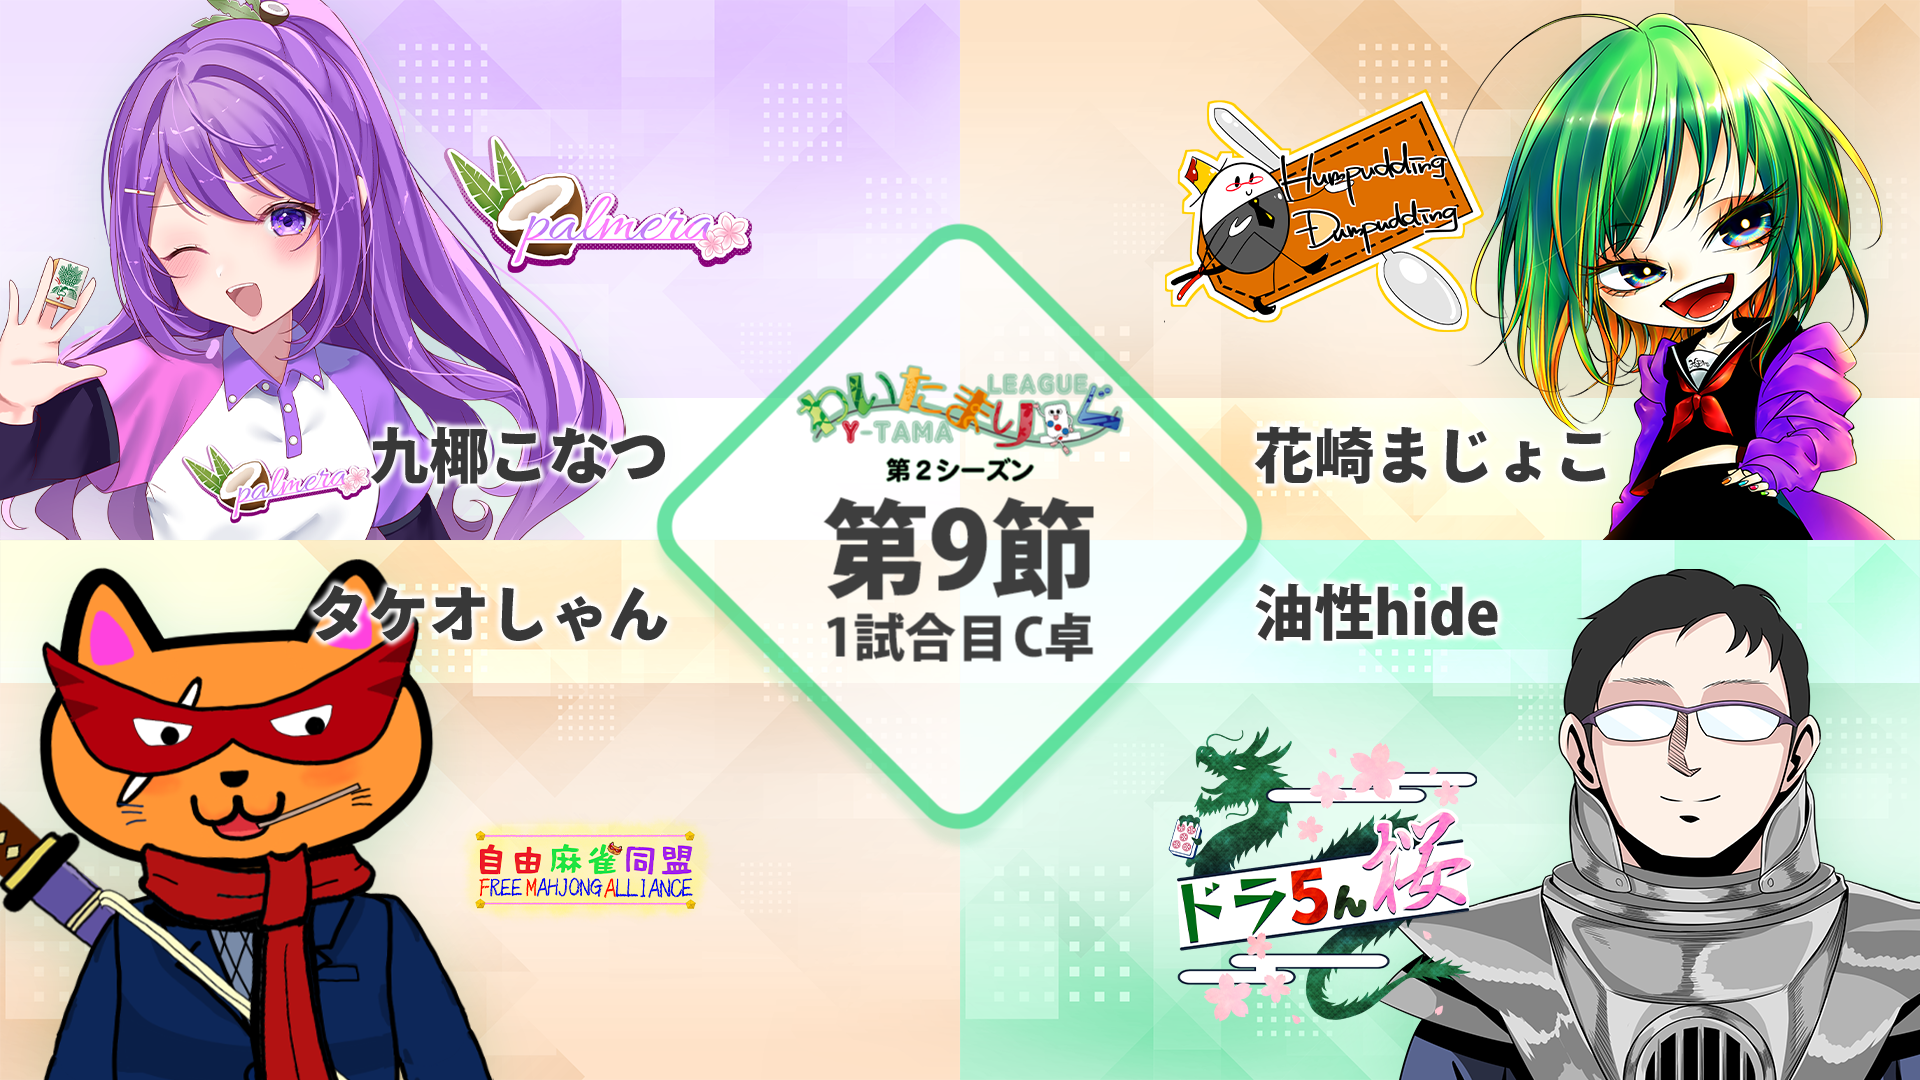 palmera
palmera
九椰こなつ
Humpudding
Dumpudding
花崎まじょこ
わいたまりーぐ
LEAGUE
Y-TAMA
第2シーズン
第9節
1試合目 C卓
タケオしゃん
自由麻雀同盟
FREE MAHJONG ALLIANCE
油性hide
ドラ5ん桜